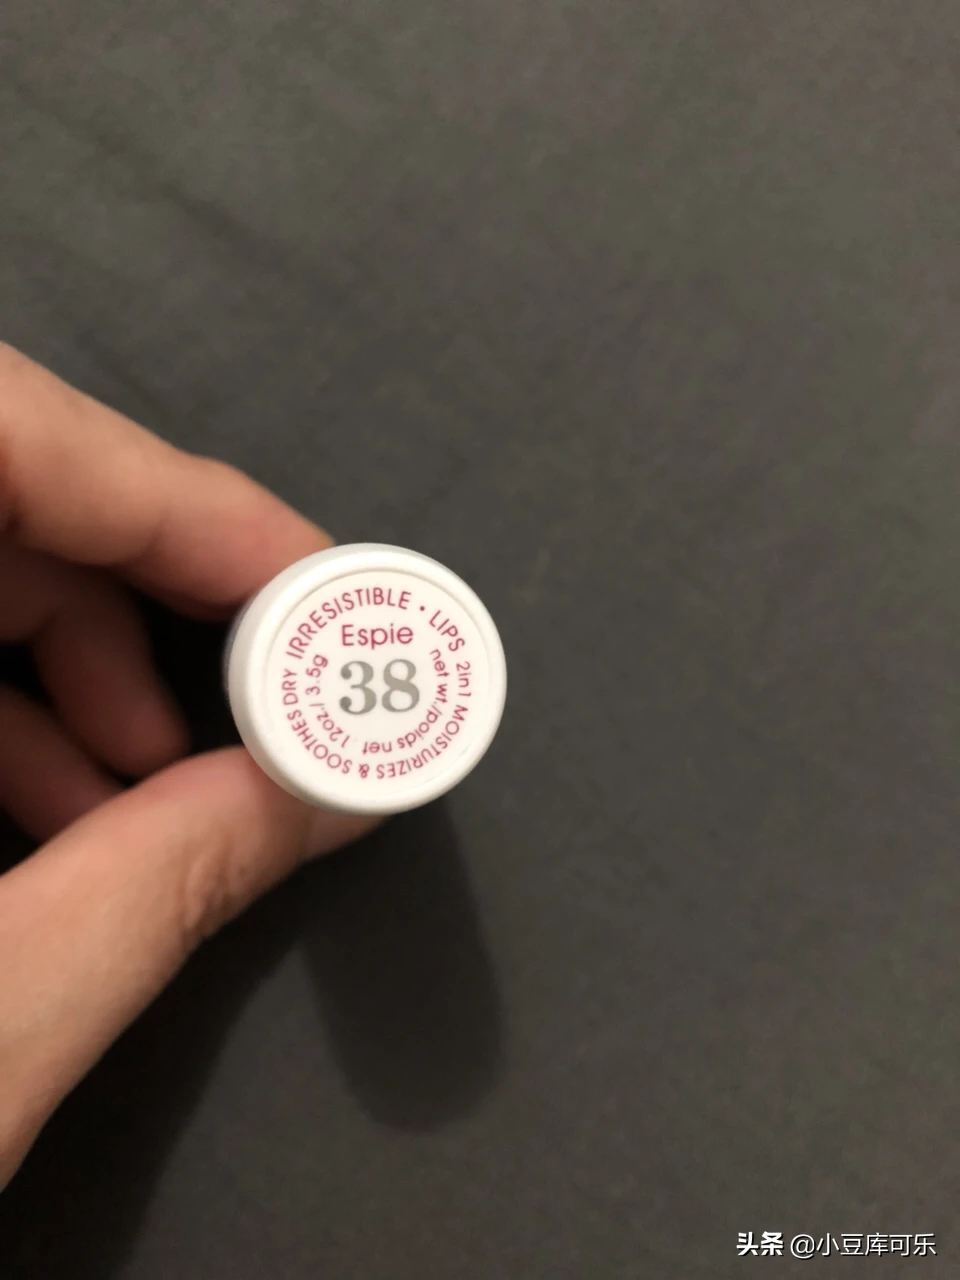 IRRESISTIBLE • LIPS 2in1 MOISTURIZES & SOOTHES DRY
Espie
38
net wt./poids net .12oz./3.5g
头条 @小豆库可乐